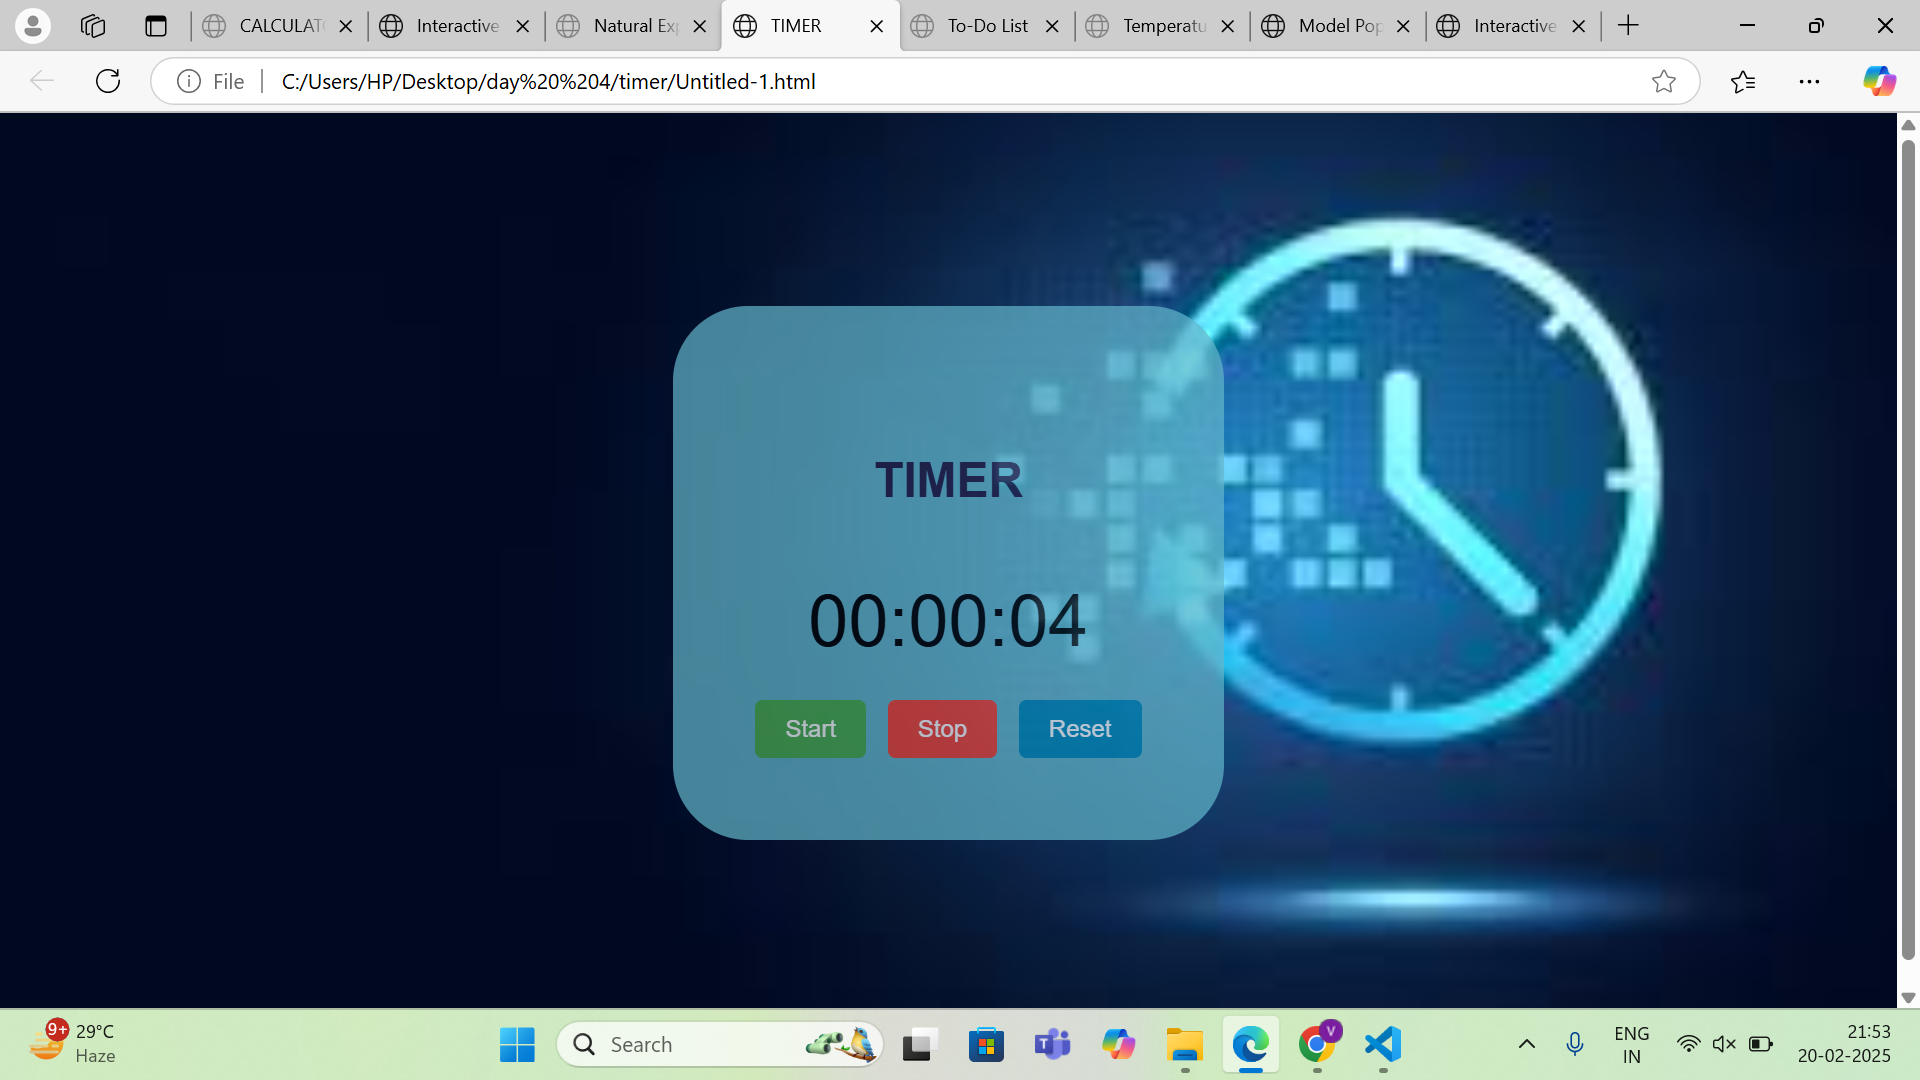 CALCULAT
Interactive
Natural Exp
TIMER
To-Do List
Temperatu
Model Pop
Interactive
File
C:/Users/HP/Desktop/day%20%204/timer/Untitled-1.html
TIMER
00:00:04
Start
Stop
Reset
9+
29°C
Haze
Search
T
V
ENG
IN
21:53
20-02-2025